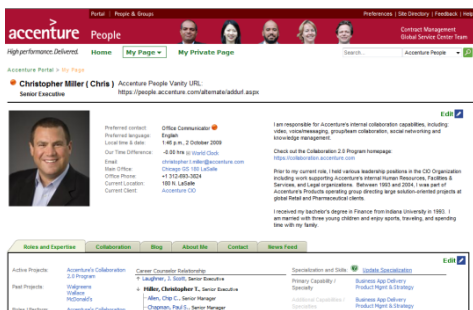 Portal | People & Groups
Preferences | Site Directory | Feedback | Help
accenture People
Contract Management
Global Service Center Team
High performance. Delivered.
Home My Page My Private Page
Search... Accenture People
Accenture Portal > My Page
Christopher Miller ( Chris ) Accenture People Vanity URL:
Senior Executive https://people.accenture.com/alternate/addurl.aspx
Edit
Preferred contact: Office Communicator
Preferred language: English
Local time & date: 1:46 p.m., 2 October 2009
Our Time Difference: -0.00 hrs World Clock
Email: christopher.t.miller@accenture.com
Main Office: Chicago GS 180 LaSalle
Office Phone: +1 312-693-3624
Current Location: 180 N. LaSalle
Current Client: Accenture CIO
I am responsible for Accenture's internal collaboration capabilities, including:
video, voice/messaging, group/team collaboration, social networking and
knowledge management.
Check out the Collaboration 2.0 Program homepage:
https://collaboration.accenture.com
Prior to my current role, I held various leadership positions in the CIO Organization
including work supporting Accenture's internal Human Resources, Facilities &
Services, and Legal organizations. Between 1993 and 2004, I was part of
Accenture's Products operating group directing large solution-oriented projects at
global Retail and Pharmaceutical clients.
I received my bachelor's degree in Finance from Indiana University in 1993. I
am married with three young children and enjoy sports, traveling, and spending
time with my family.
Roles and Expertise Collaboration Blog About Me Contact News Feed
Edit
Active Projects: Accenture's Collaboration
2.0 Program
Past Projects: Walgreens
Wallace
McDonald's
Career Counselor Relationship
Laughner, J. Scott, Senior Executive
Miller, Christopher T., Senior Executive
Allen, Chip C., Senior Manager
Chapman, Paul S., Senior Manager
Specialization and Skills: Update Specialization
Primary Capability / Business App Delivery
Specialty Product Mgmt & Strategy
Additional Capabilities / Business App Delivery
Specialties Product Mgmt & Strategy
Accenture's Collaboration